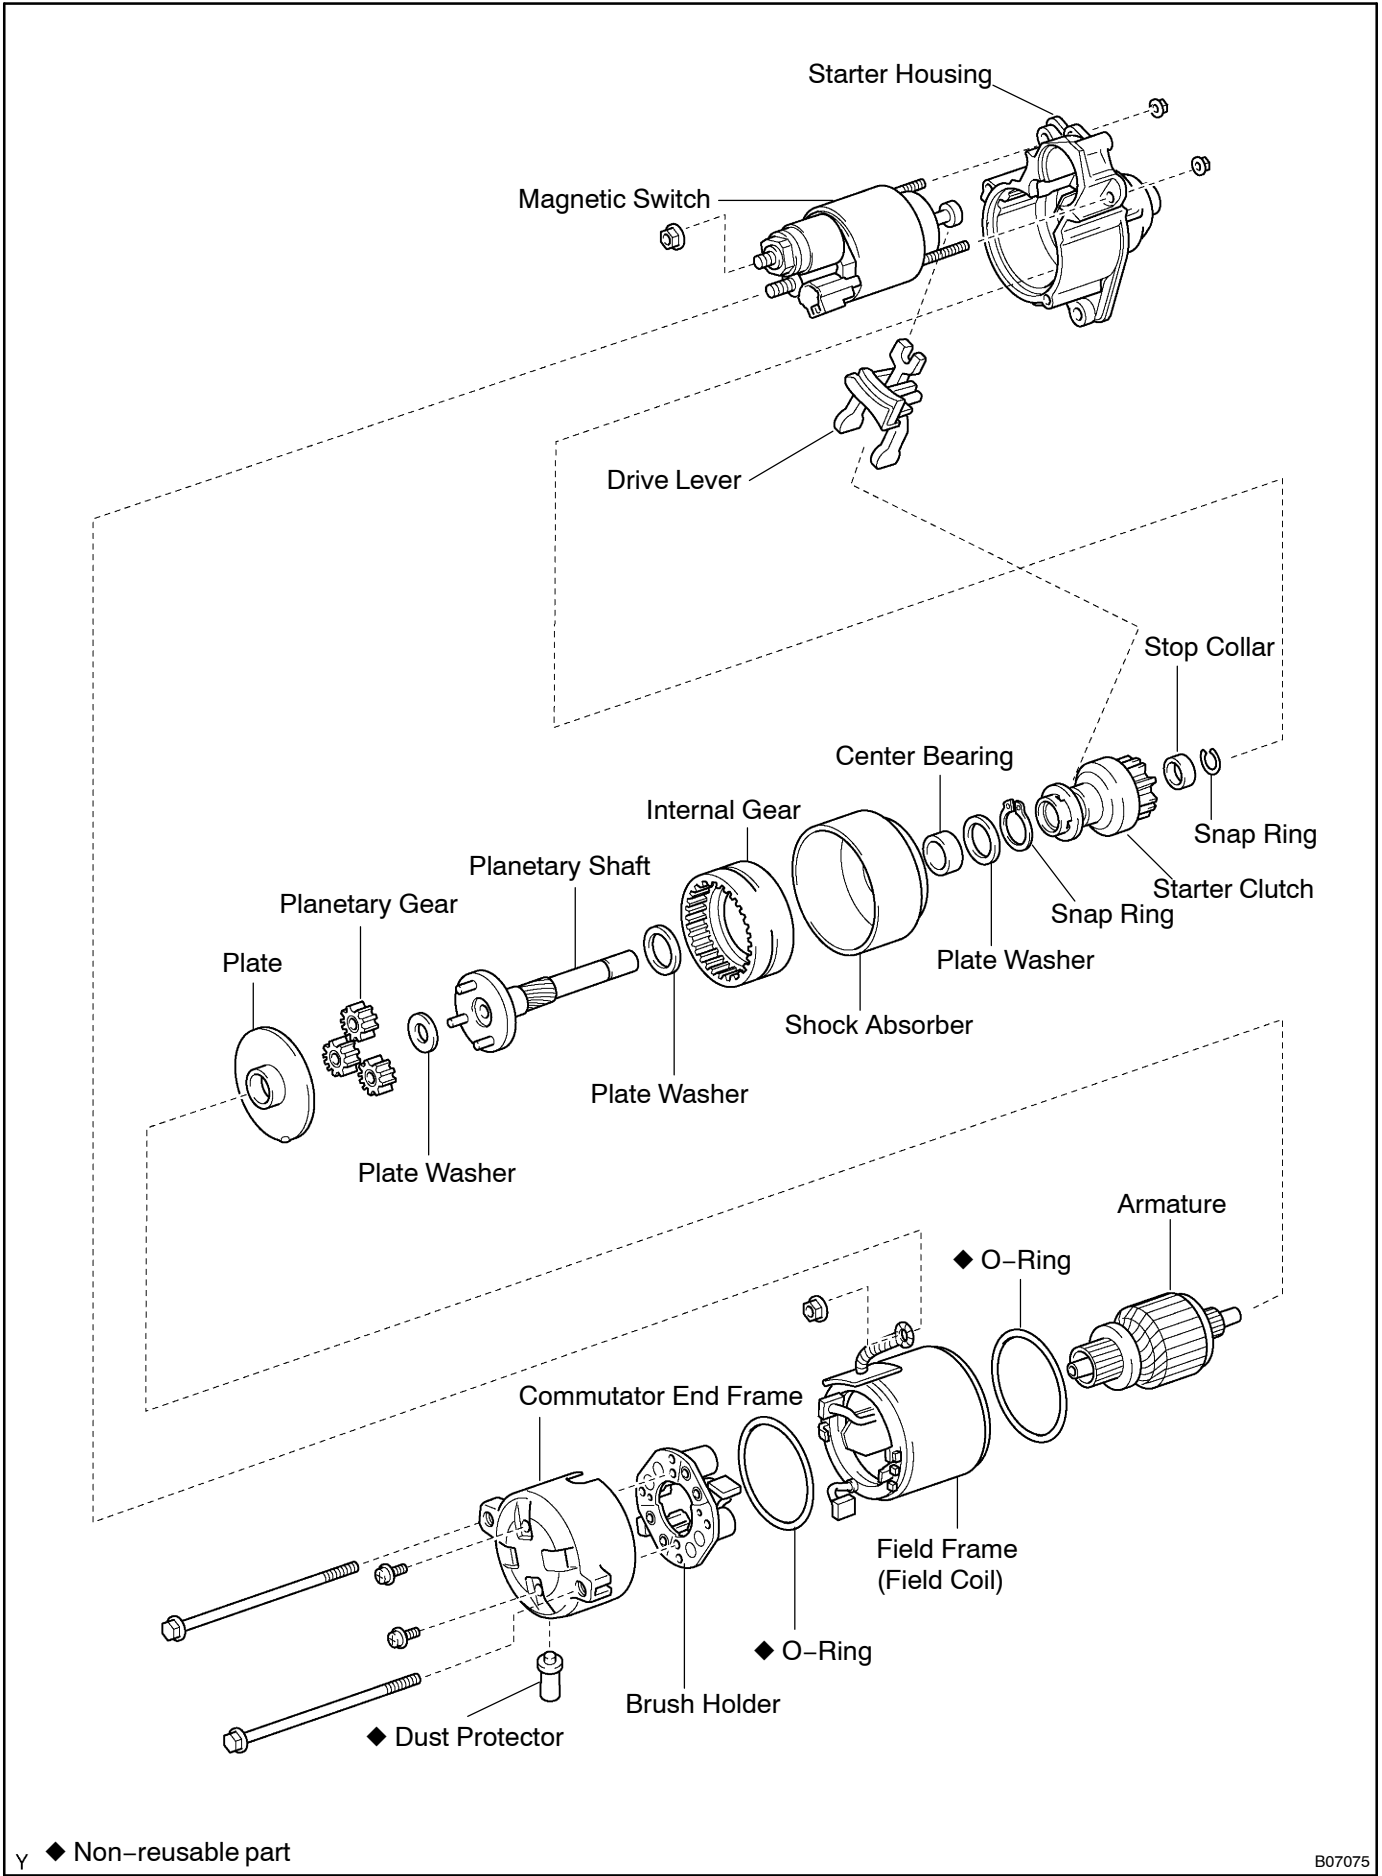 Starter Housing
Magnetic Switch
Drive Lever
Stop Collar
Center Bearing
Internal Gear
Snap Ring
Planetary Shaft
Starter Clutch
Planetary Gear
Snap Ring
Plate
Plate Washer
Shock Absorber
Plate Washer
Plate Washer
Armature
◆ O−Ring
Commutator End Frame
Field Frame
(Field Coil)
◆ O−Ring
Brush Holder
◆ Dust Protector
Y ◆ Non−reusable part
B07075